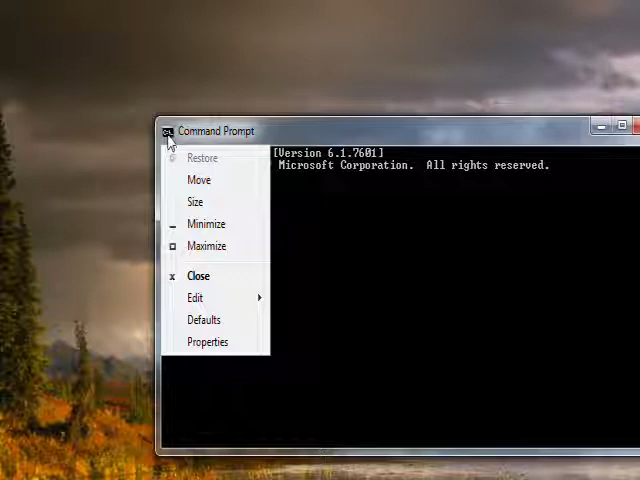 Command Prompt
[Version 6.1.7601]
Microsoft Corporation.  All rights reserved.
Restore
Move
Size
Minimize
Maximize
x Close
Edit
Defaults
Properties